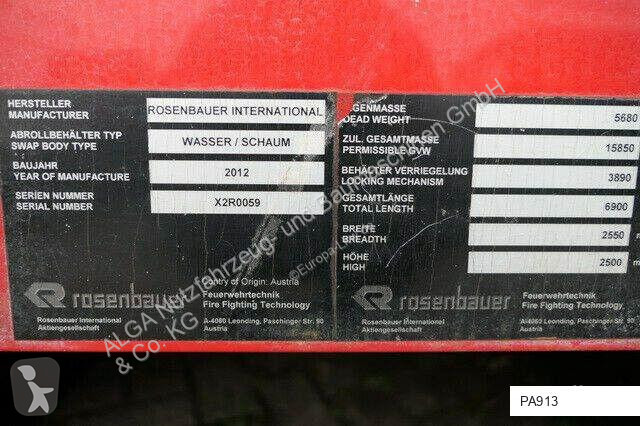 HERSTELLER
MANUFACTURER
ROSENBAUER INTERNATIONAL
ABROLLBEHÄLTER TYP
SWAP BODY TYPE
WASSER / SCHAUM
BAUJAHR
YEAR OF MANUFACTURE
2012
SERIEN NUMMER
SERIAL NUMBER
X2R0059
Contry of Origin: Austria
rosenbauer
Feuerwehrtechnik
Fire Fighting Technology
Rosenbauer International
Aktiengesellschaft
A-4060 Leonding, Paschinger Str. 90
Austria
EIGENMASSE
DEAD WEIGHT
5680
ZUL. GESAMTMASSE
PERMISSIBLE GVW
15850
BEHÄLTER VERRIEGELUNG
LOCKING MECHANISM
3890
GESAMTLÄNGE
TOTAL LENGTH
6900
BREITE
BREADTH
2550
HÖHE
HIGH
2500
rosenbauer
Feuerwehrtechnik
Fire Fighting Technology
Rosenbauer International
Aktiengesellschaft
A-4060 Leonding, Paschinger Str. 90
Austria
ALGA Nutzfahrzeug- und Baumaschinen GmbH
& Co. KG
PA913